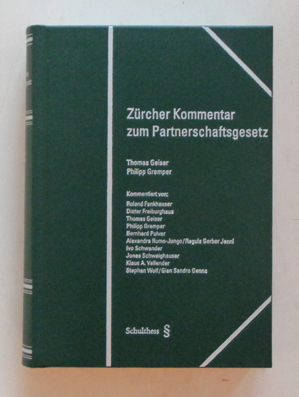 Zürcher Kommentar
zum Partnerschaftsgesetz
Thomas Geiser
Philipp Gremper
Kommentiert von:
Roland Fankhauser
Dieter Freiburghaus
Thomas Geiser
Philipp Gremper
Bernhard Pulver
Alexandra Rumo-Jungo/Regula Gerber Jenni
Ivo Schwander
Jonas Schweighauser
Klaus A. Vallender
Stephan Wolf/Gian Sandro Genna
Schulthess §